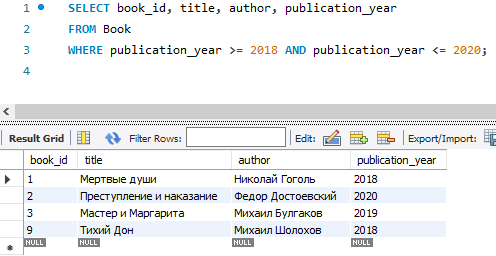 1 SELECT book_id, title, author, publication_year
2 FROM Book
3 WHERE publication_year >= 2018 AND publication_year <= 2020;
4
Result Grid Filter Rows: Edit: Export/Import:
book_id title author publication_year
1 Мертвые души Николай Гоголь 2018
2 Преступление и наказание Федор Достоевский 2020
3 Мастер и Маргарита Михаил Булгаков 2019
9 Тихий Дон Михаил Шолохов 2018
NULL NULL NULL NULL